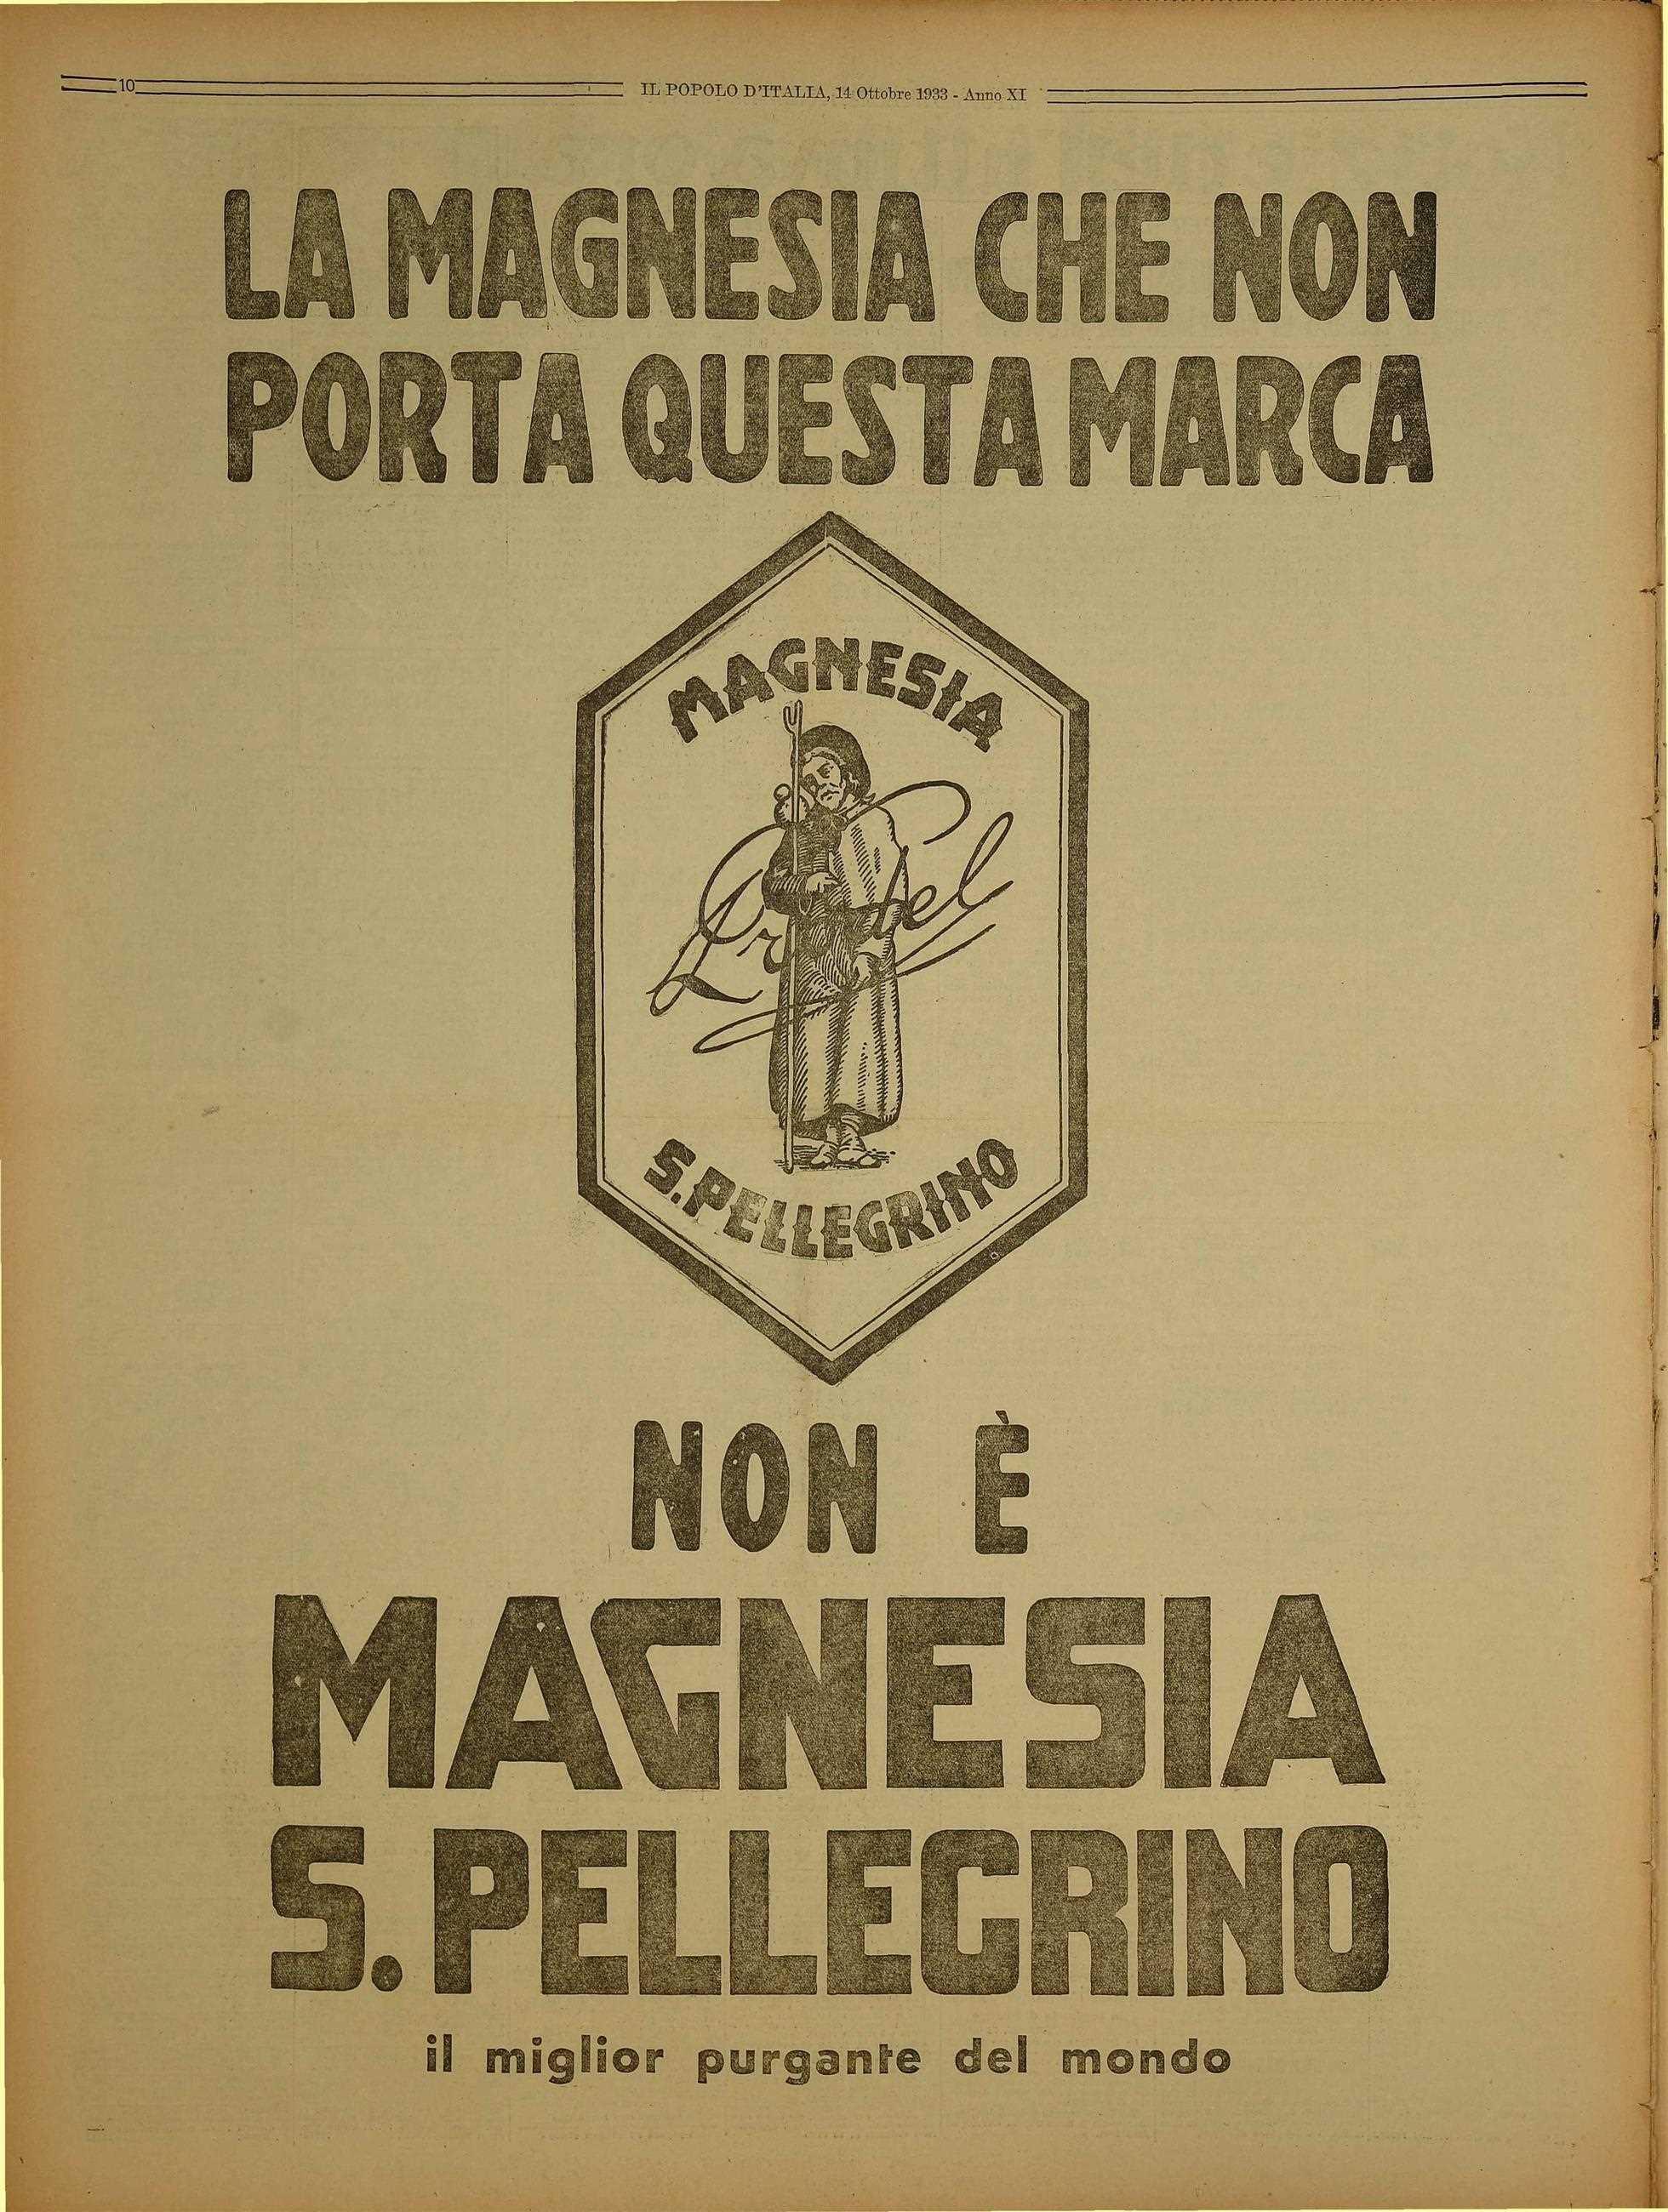 10
IL POPOLO D'ITALIA, 14 Ottobre 1933 - Anno XI
LA MAGNESIA CHE NON
PORTA QUESTA MARCA
MAGNESIA
S.PELLEGRINO
NON È
MAGNESIA
S.PELLEGRINO
il miglior purgante del mondo